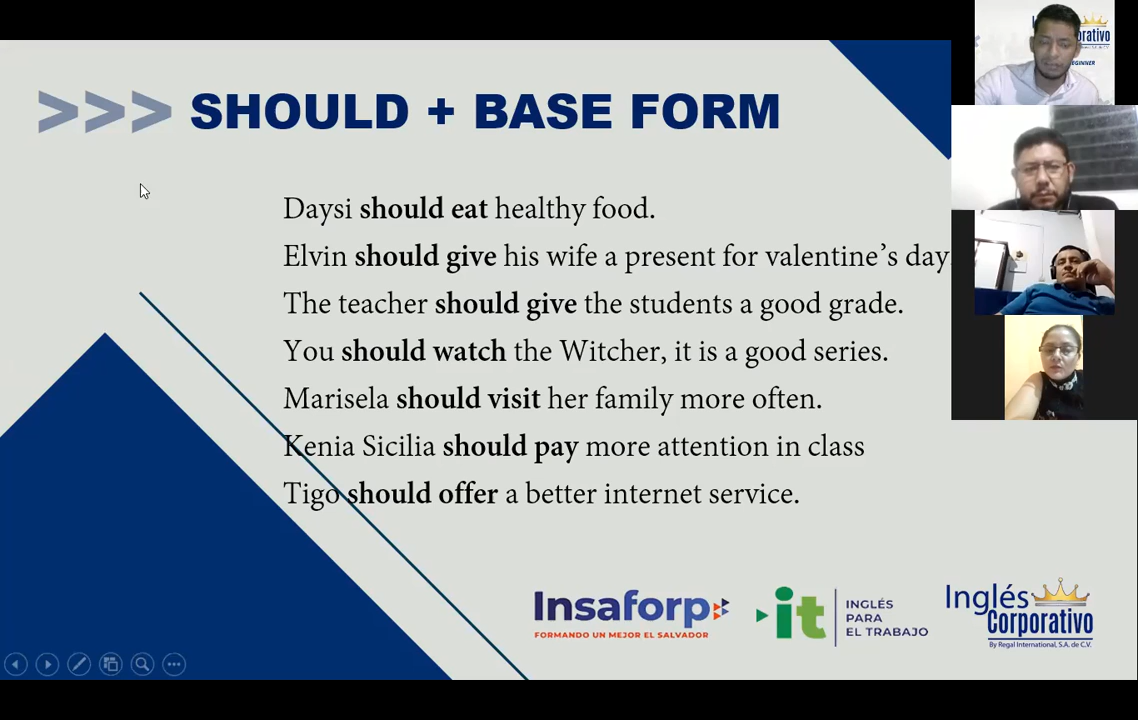 >>> SHOULD + BASE FORM
Daysi should eat healthy food.
Elvin should give his wife a present for valentine’s day
The teacher should give the students a good grade.
You should watch the Witcher, it is a good series.
Marisela should visit her family more often.
Kenia Sicilia should pay more attention in class
Tigo should offer a better internet service.
Insaforp
FORMANDO UN MEJOR EL SALVADOR
it
INGLÉS
PARA
EL TRABAJO
Inglés
Corporativo
By Regal International, S.A. de C.V.